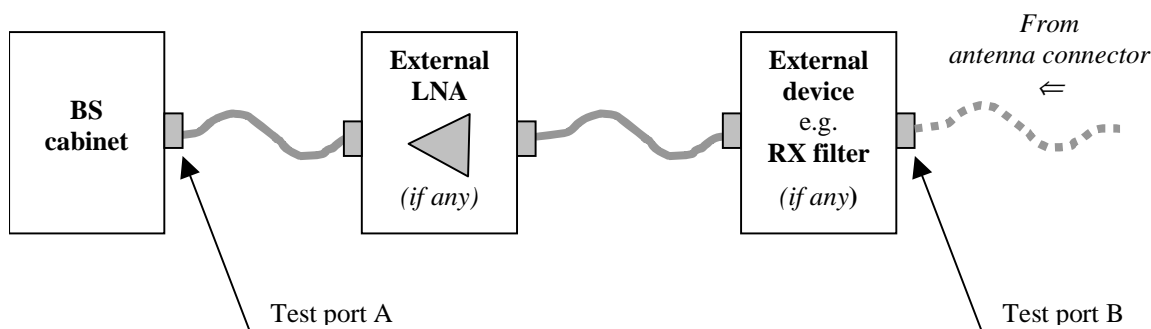 BS
cabinet
External
LNA
(if any)
External
device
e.g.
RX filter
(if any)
From
antenna connector
⇐
Test port A
Test port B